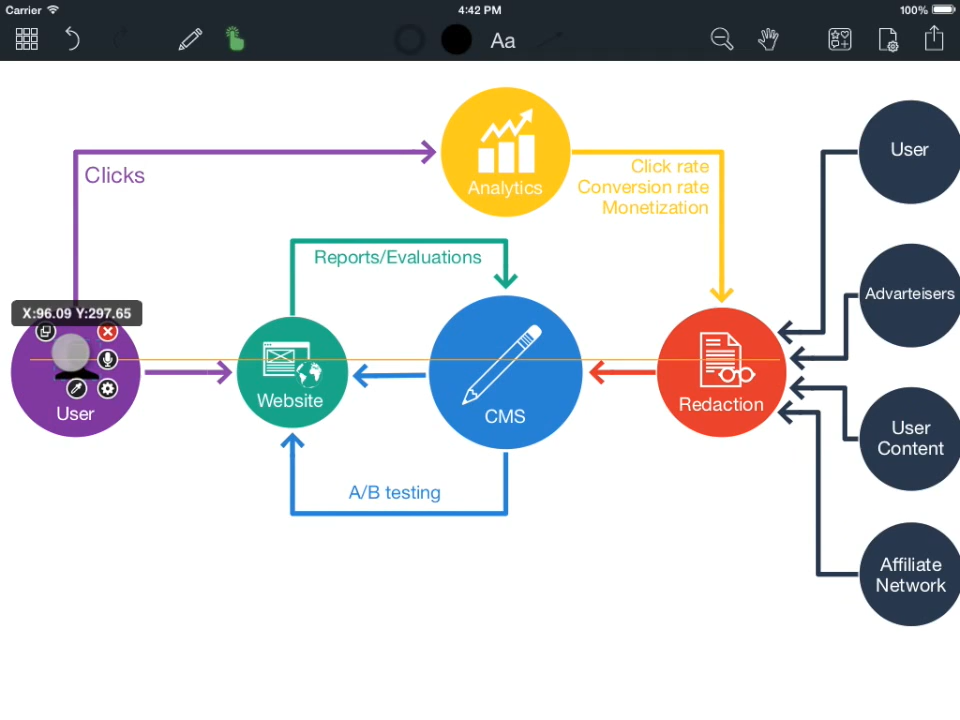 Carrier 4:42 PM 100%
Aa
Clicks
Analytics
Click rate
Conversion rate
Monetization
User
Reports/Evaluations
Advarteisers
X:96.09 Y:297.65
User
Website
CMS
Redaction
User
Content
A/B testing
Affiliate
Network